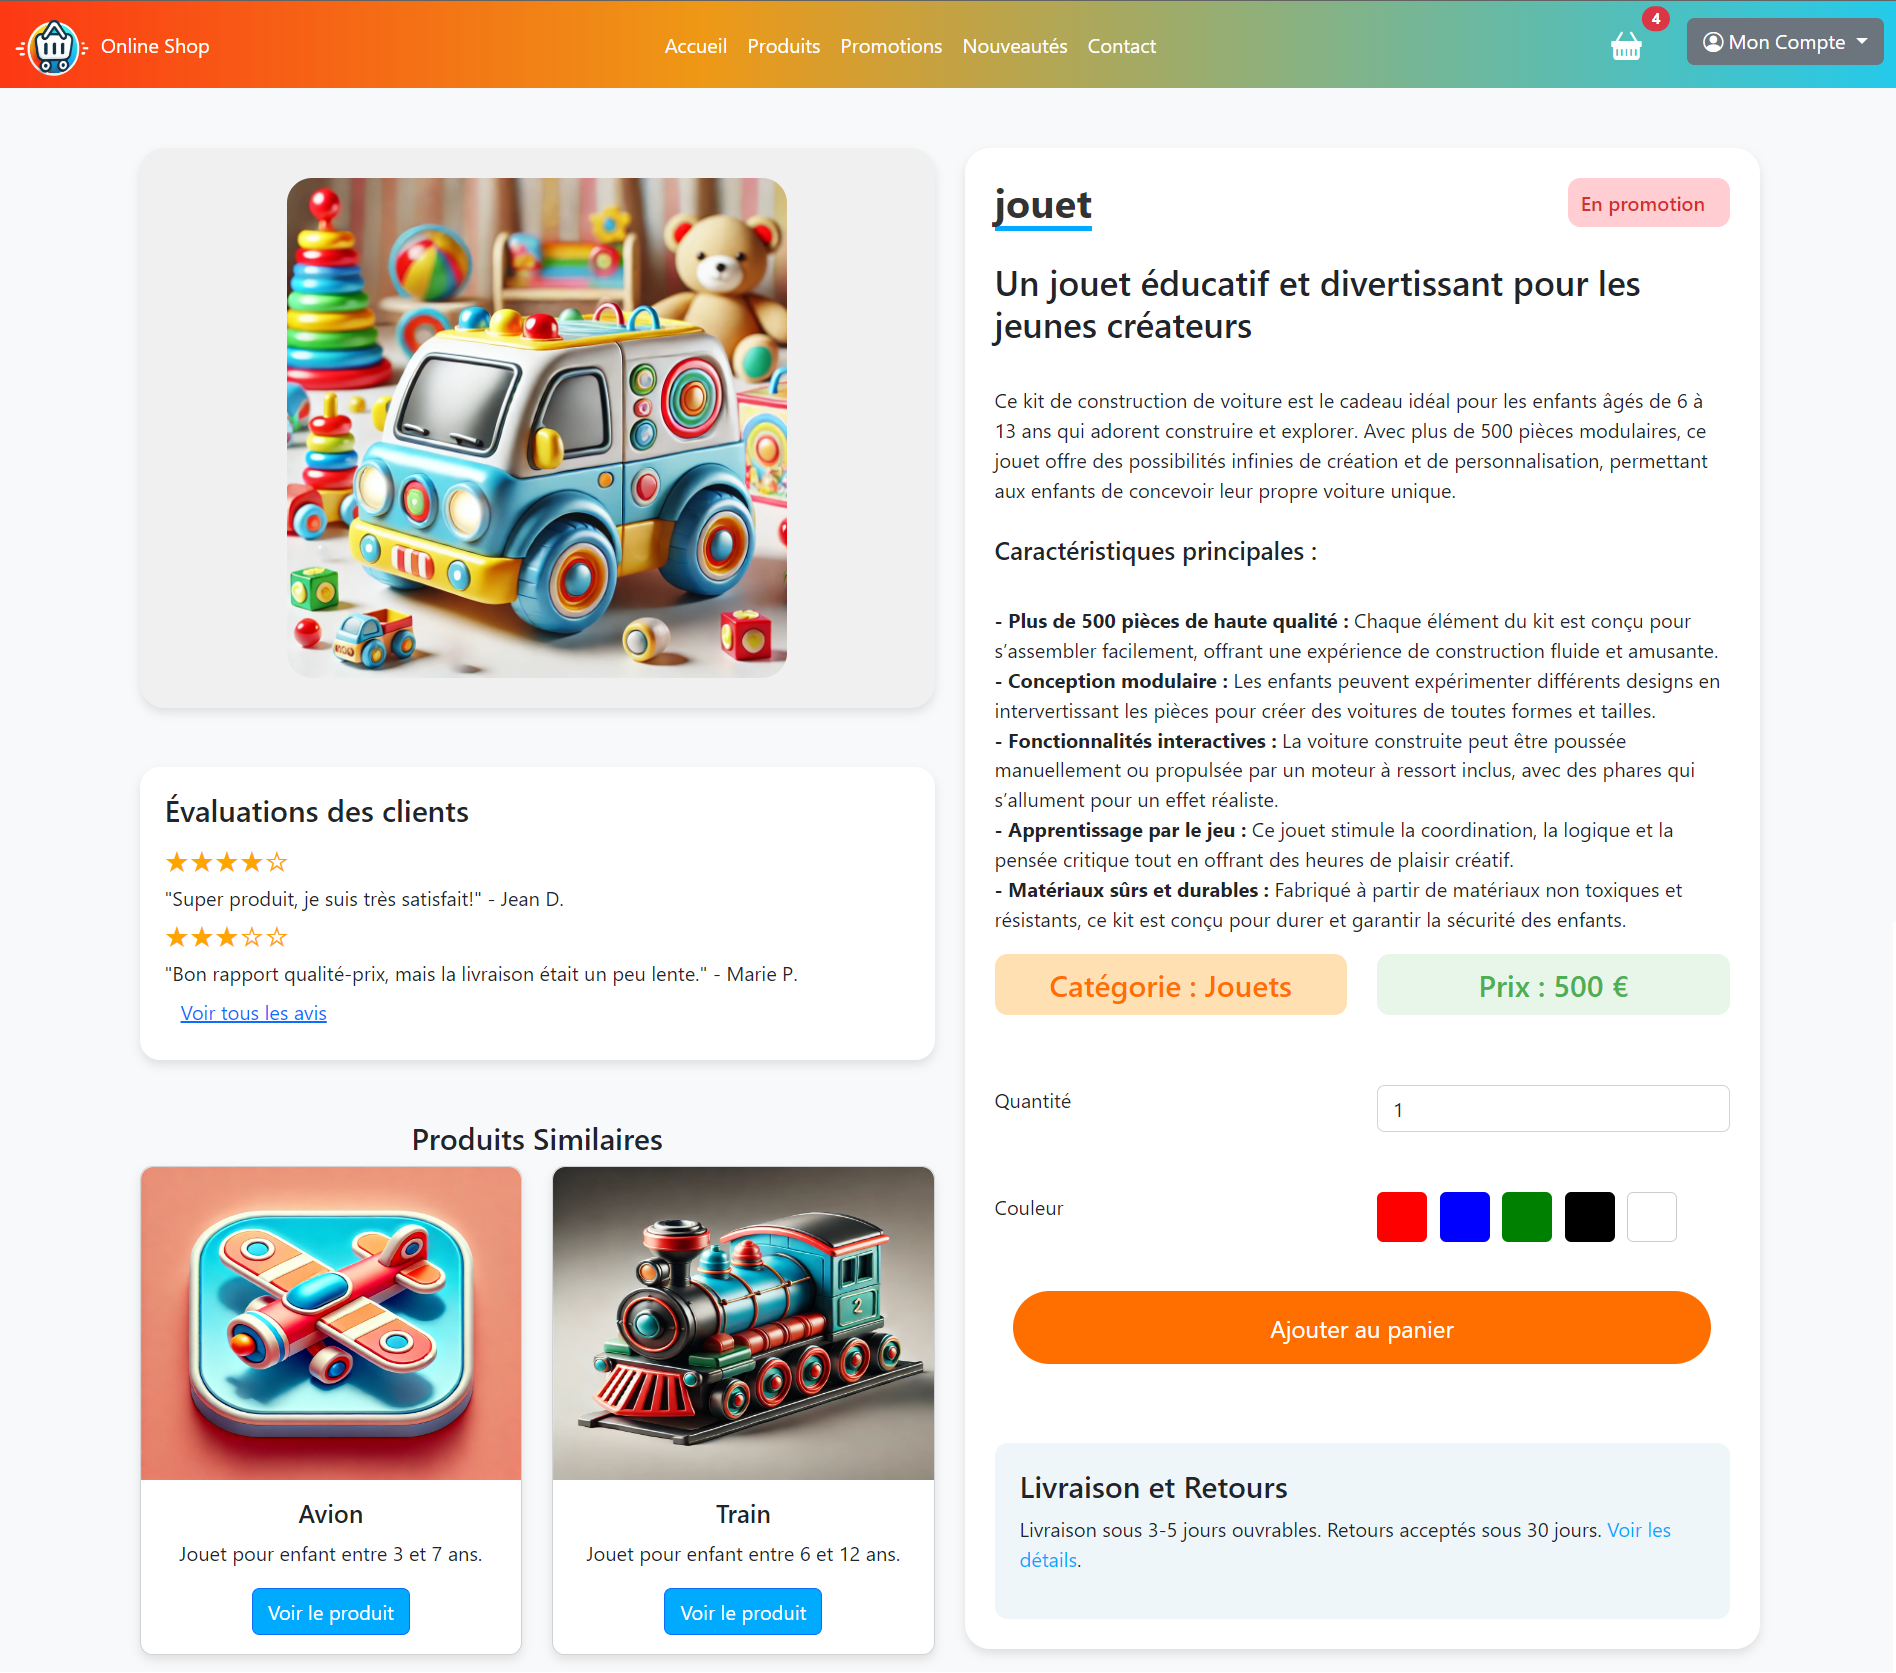 Online Shop
Accueil Produits Promotions Nouveautés Contact
4
Mon Compte
jouet
En promotion
Un jouet éducatif et divertissant pour les
jeunes créateurs
Ce kit de construction de voiture est le cadeau idéal pour les enfants âgés de 6 à
13 ans qui adorent construire et explorer. Avec plus de 500 pièces modulaires, ce
jouet offre des possibilités infinies de création et de personnalisation, permettant
aux enfants de concevoir leur propre voiture unique.
Caractéristiques principales :
- Plus de 500 pièces de haute qualité : Chaque élément du kit est conçu pour
s’assembler facilement, offrant une expérience de construction fluide et amusante.
- Conception modulaire : Les enfants peuvent expérimenter différents designs en
intervertissant les pièces pour créer des voitures de toutes formes et tailles.
- Fonctionnalités interactives : La voiture construite peut être poussée
manuellement ou propulsée par un moteur à ressort inclus, avec des phares qui
s’allument pour un effet réaliste.
- Apprentissage par le jeu : Ce jouet stimule la coordination, la logique et la
pensée critique tout en offrant des heures de plaisir créatif.
- Matériaux sûrs et durables : Fabriqué à partir de matériaux non toxiques et
résistants, ce kit est conçu pour durer et garantir la sécurité des enfants.
Catégorie : Jouets
Prix : 500 €
Quantité
1
Couleur
Ajouter au panier
Livraison et Retours
Livraison sous 3-5 jours ouvrables. Retours acceptés sous 30 jours. Voir les
détails.
Évaluations des clients
★★★★☆
"Super produit, je suis très satisfait!" - Jean D.
★★★☆☆
"Bon rapport qualité-prix, mais la livraison était un peu lente." - Marie P.
Voir tous les avis
Produits Similaires
Avion
Jouet pour enfant entre 3 et 7 ans.
Voir le produit
2
Train
Jouet pour enfant entre 6 et 12 ans.
Voir le produit